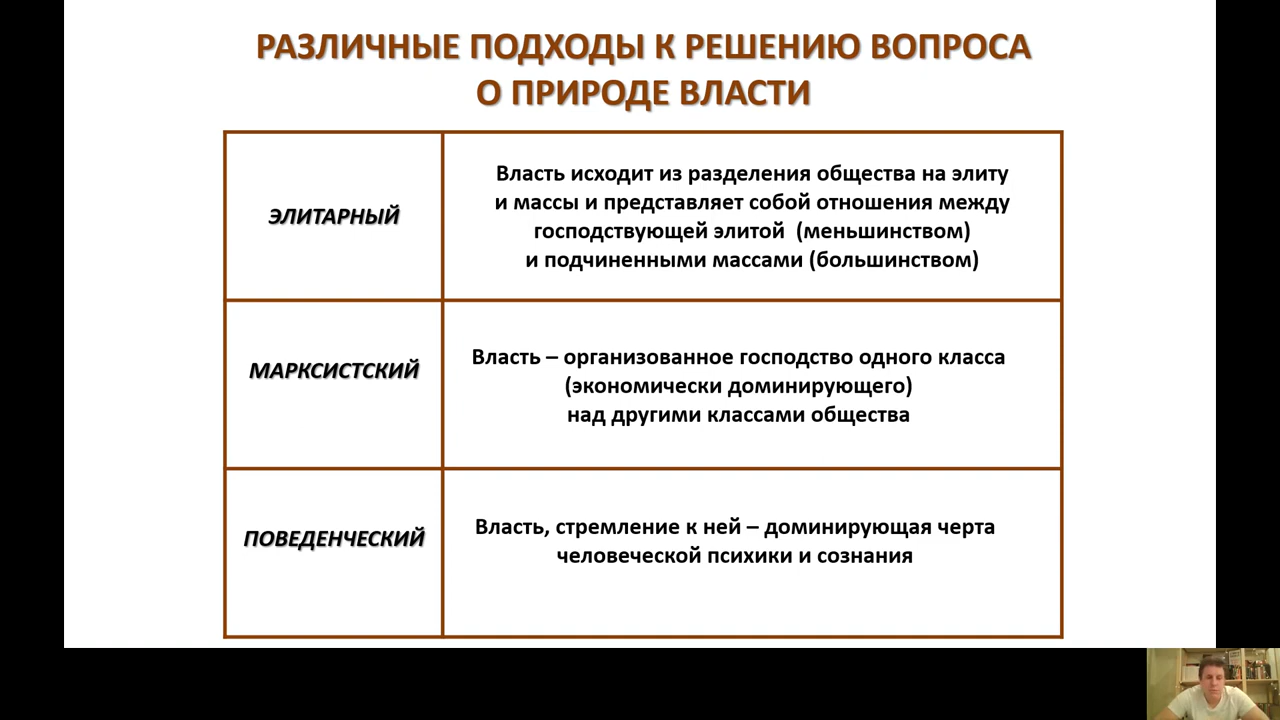 РАЗЛИЧНЫЕ ПОДХОДЫ К РЕШЕНИЮ ВОПРОСА
О ПРИРОДЕ ВЛАСТИ
ЭЛИТАРНЫЙ
Власть исходит из разделения общества на элиту
и массы и представляет собой отношения между
господствующей элитой (меньшинством)
и подчиненными массами (большинством)
МАРКСИСТСКИЙ
Власть – организованное господство одного класса
(экономически доминирующего)
над другими классами общества
ПОВЕДЕНЧЕСКИЙ
Власть, стремление к ней – доминирующая черта
человеческой психики и сознания